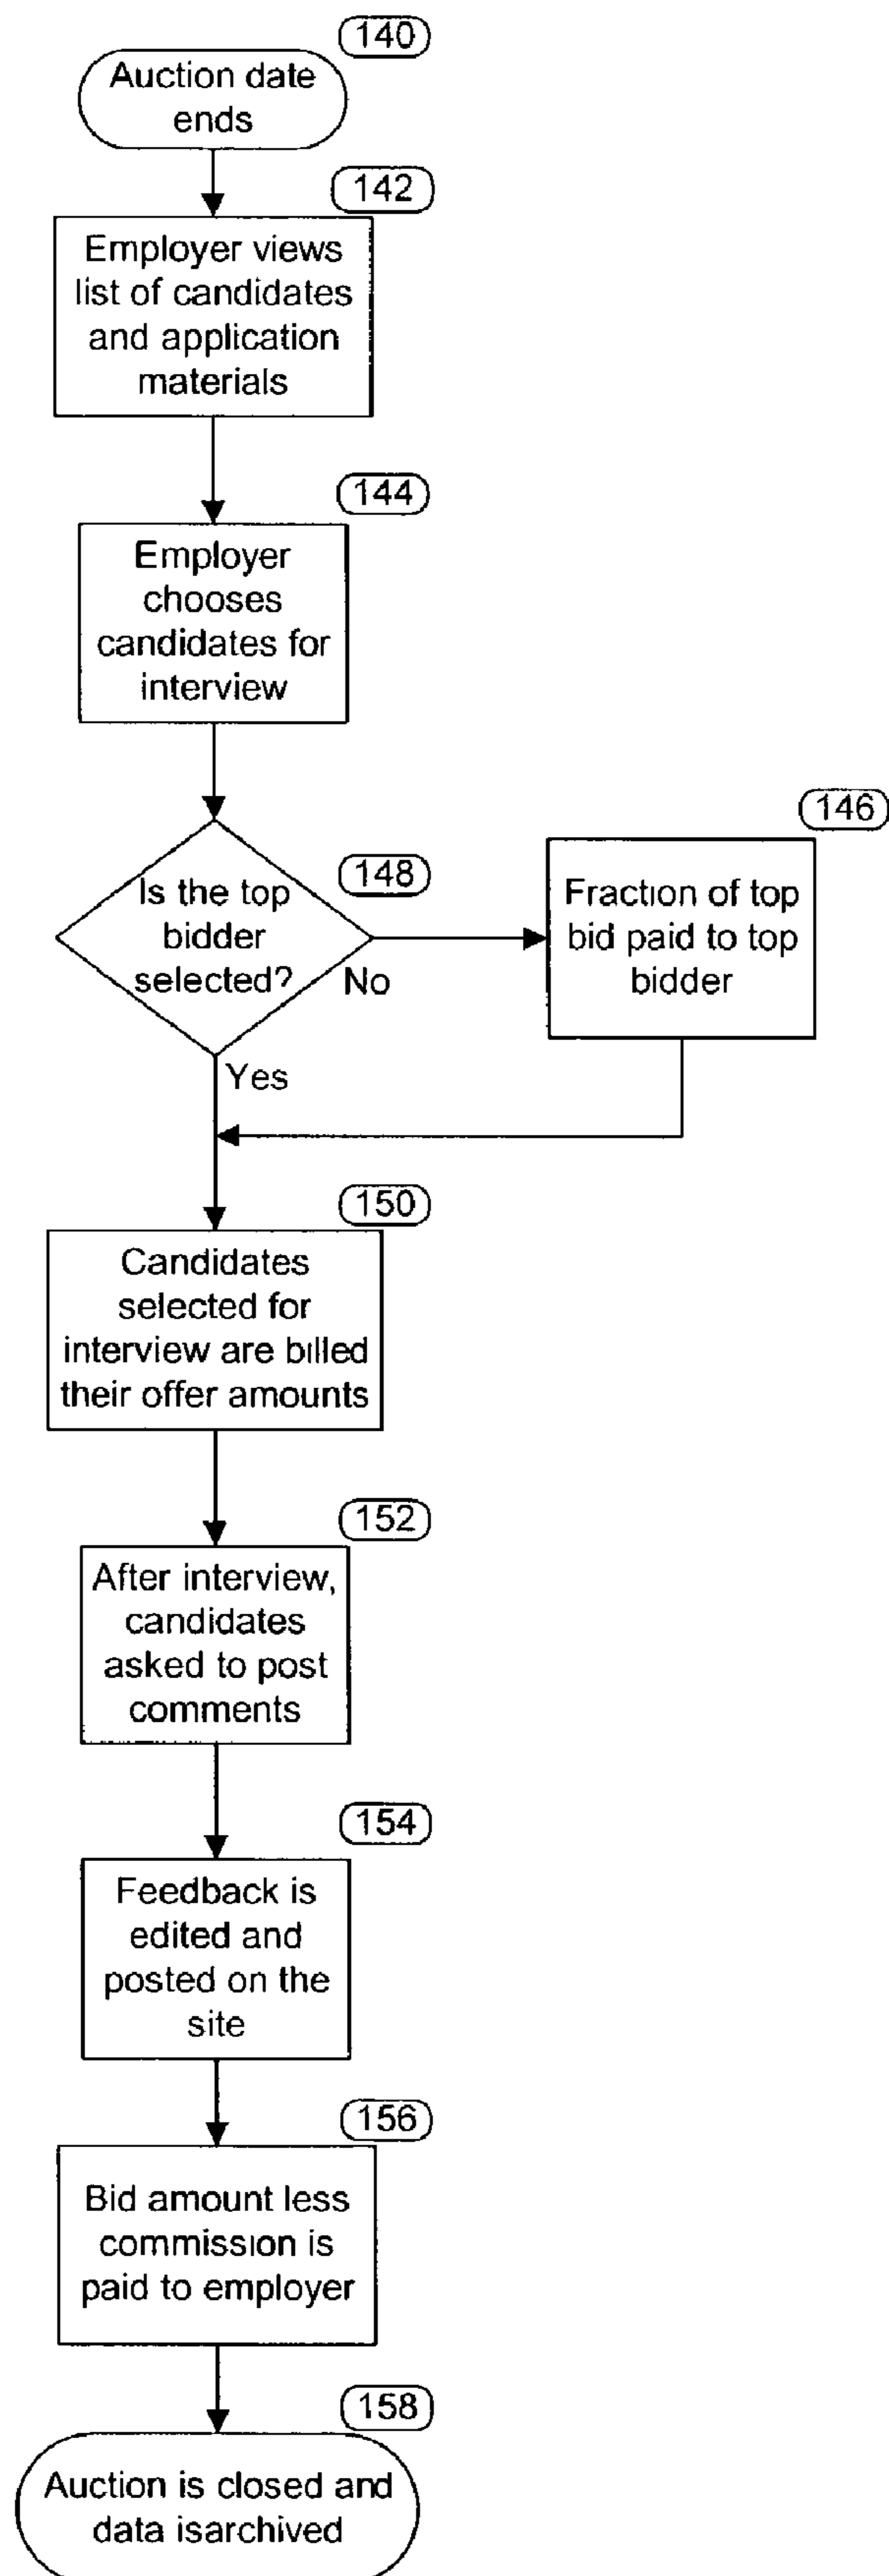 140
Auction date
ends
142
Employer views
list of candidates
and application
materials
144
Employer
chooses
candidates for
interview
146
148
Is the top
bidder
selected?
No
Yes
Fraction of top
bid paid to top
bidder
150
Candidates
selected for
interview are billed
their offer amounts
152
After interview,
candidates
asked to post
comments
154
Feedback is
edited and
posted on the
site
156
Bid amount less
commission is
paid to employer
158
Auction is closed and
data isarchived